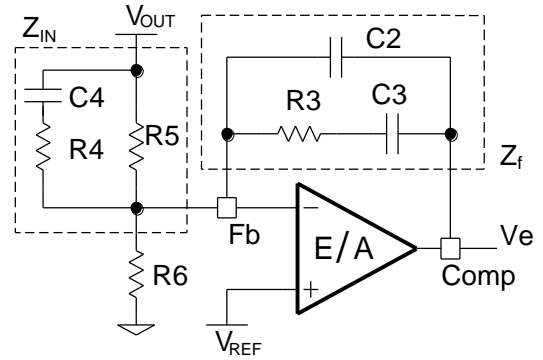 Z_IN
V_OUT
C4
R4
R5
C2
R3
C3
Z_f
Fb
−
E/A
+
Ve
Comp
R6
V_REF